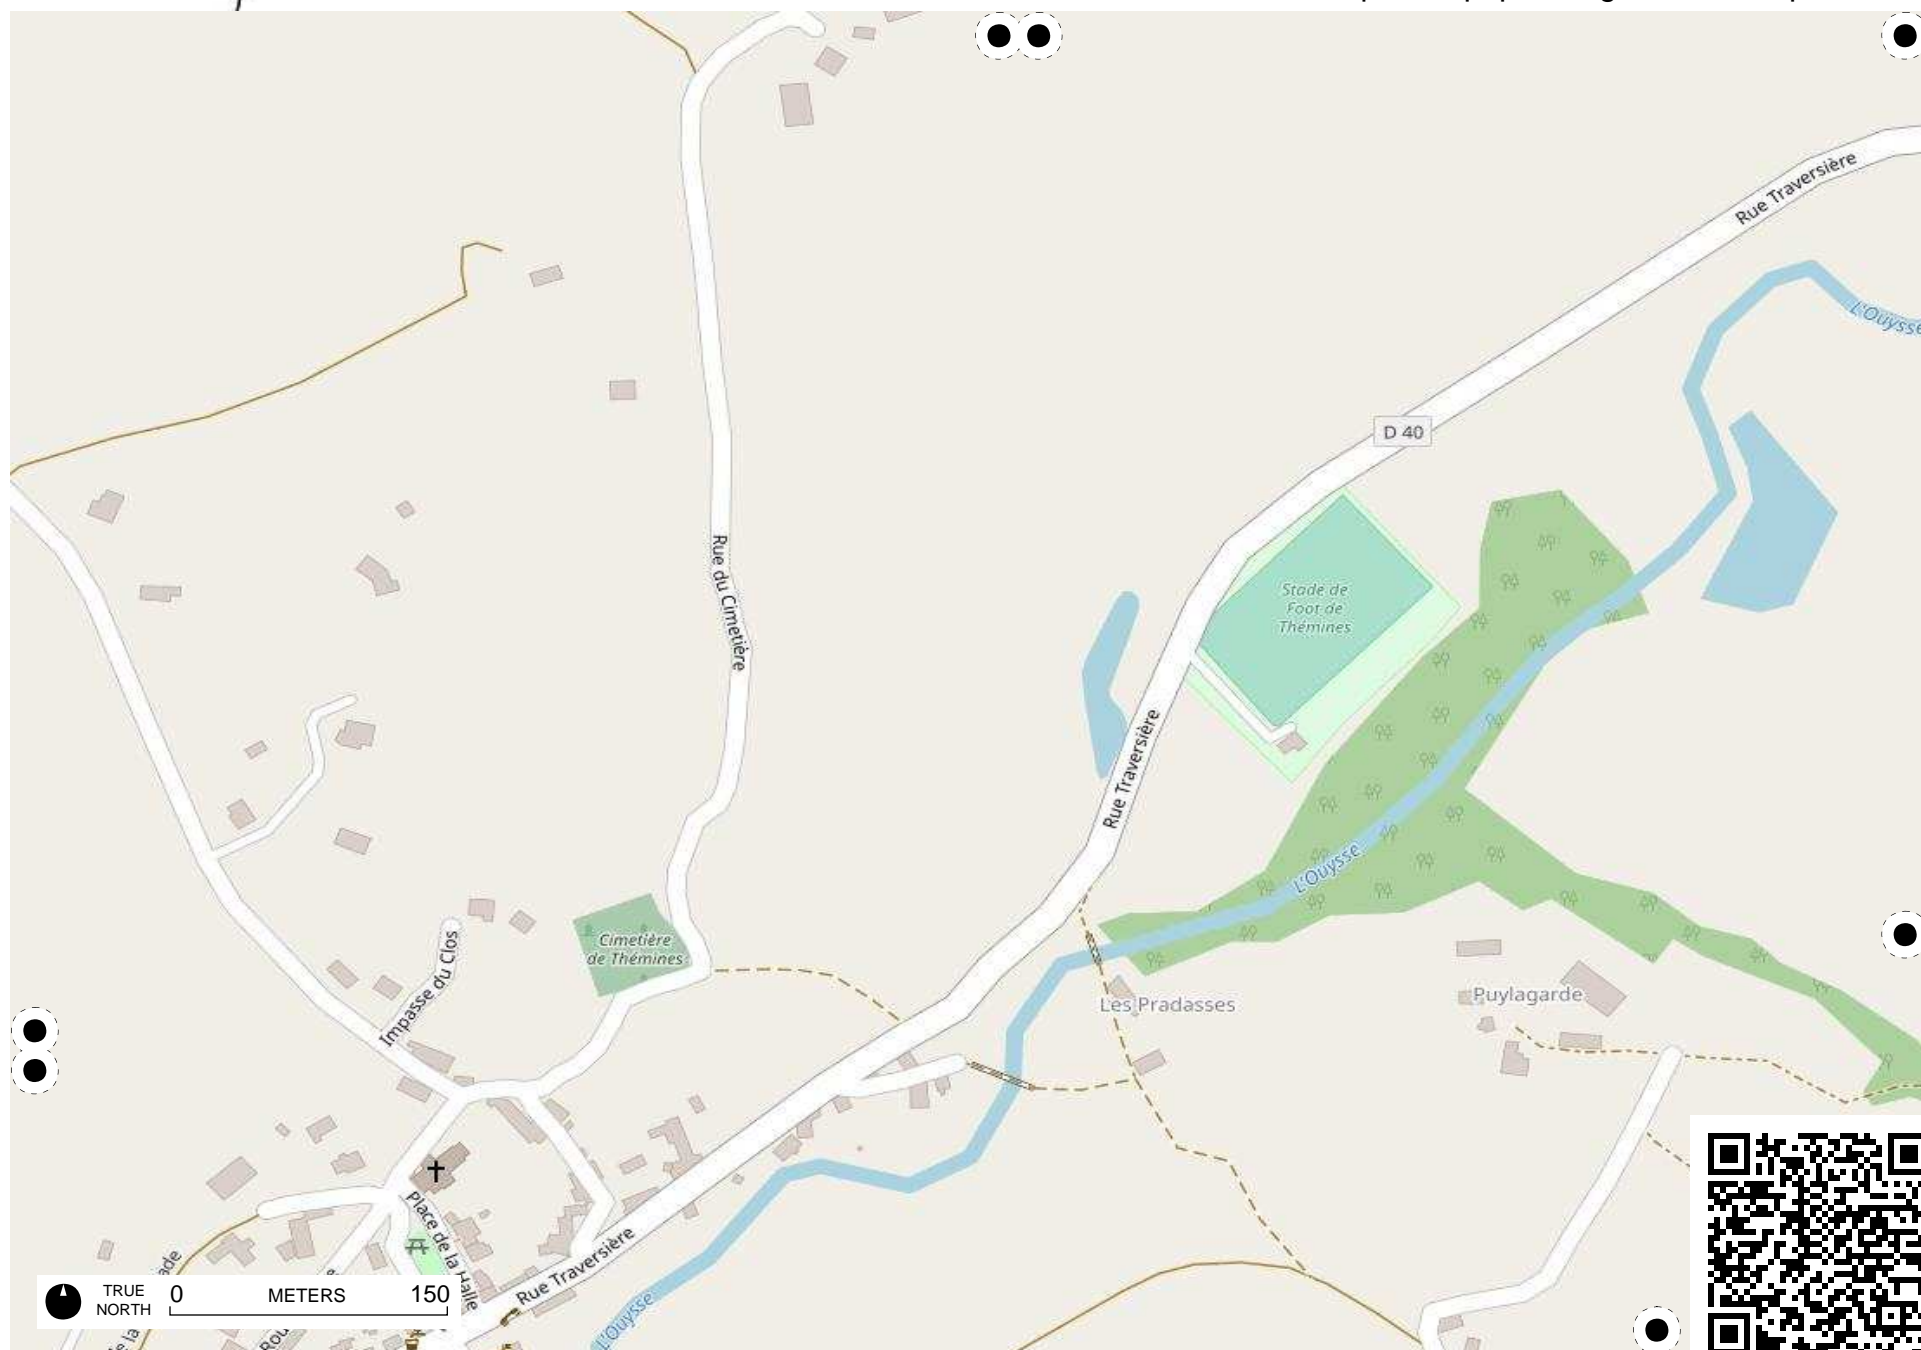 Rue Traversière
L'Ouysse
D 40
Rue du Cimetière
Stade de
Foot de
Thémines
Rue Traversière
L'Ouysse
Impasse du Clos
Cimetière
de Thémines
Les Pradasses
Puylagarde
Place de la Halle
Rue Traversière
L'Ouysse
TRUE
NORTH
0 METERS 150